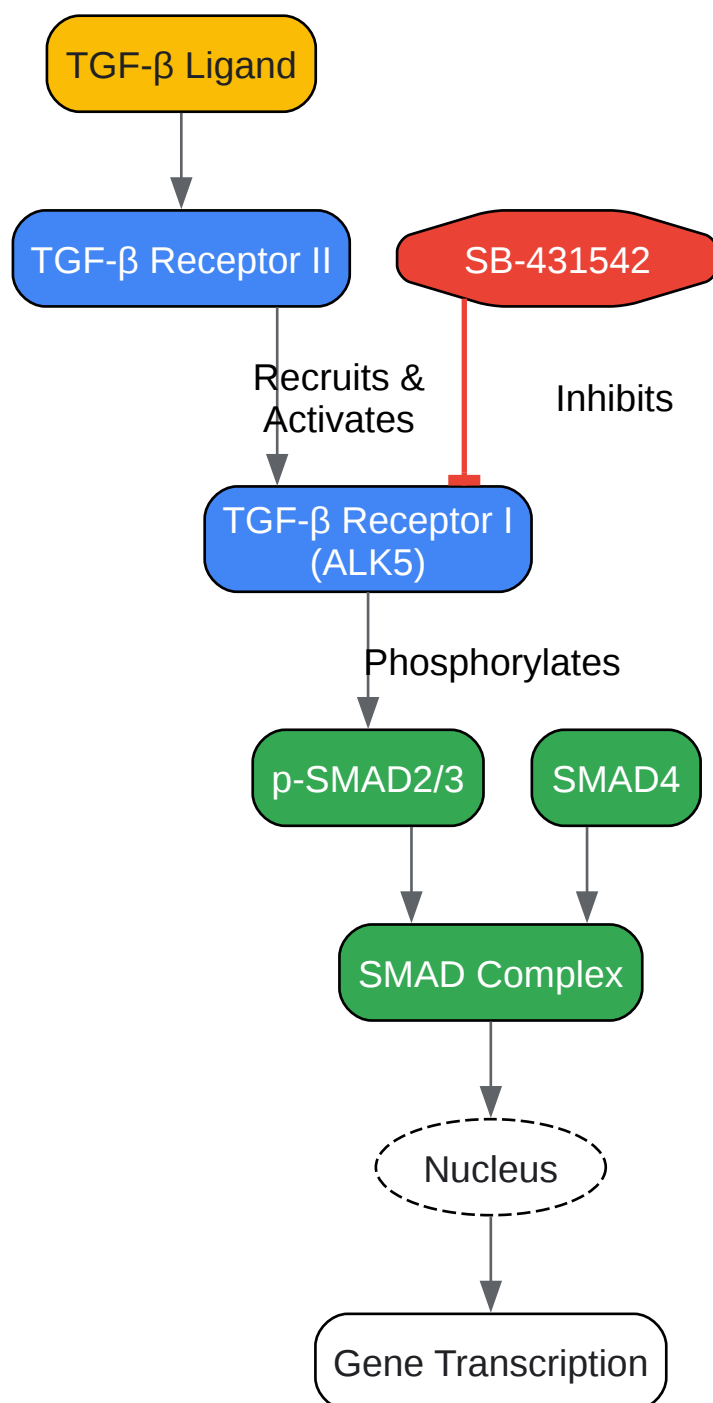 TGF-β Ligand
TGF-β Receptor II
SB-431542
Recruits &
Activates
Inhibits
TGF-β Receptor I
(ALK5)
Phosphorylates
p-SMAD2/3
SMAD4
SMAD Complex
Nucleus
Gene Transcription